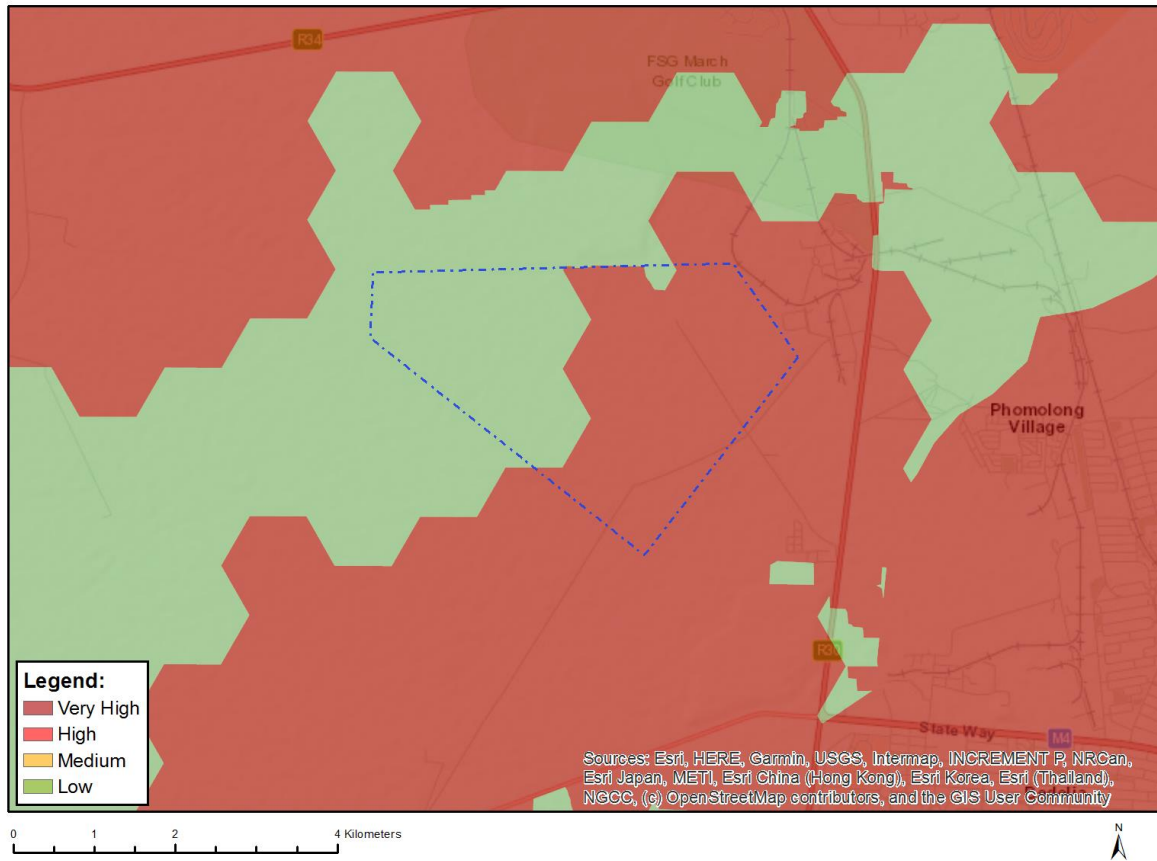 R34
FSG March
Golf Club
Phomolong
Village
R30
State Way
M4
Legend:
Very High
High
Medium
Low
Sources: Esri, HERE, Garmin, USGS, Intermap, INCREMENT P, NRCan,
Esri Japan, METI, Esri China (Hong Kong), Esri Korea, Esri (Thailand),
NGCC, (c) OpenStreetMap contributors, and the GIS User Community
0 1 2 4 Kilometers
N